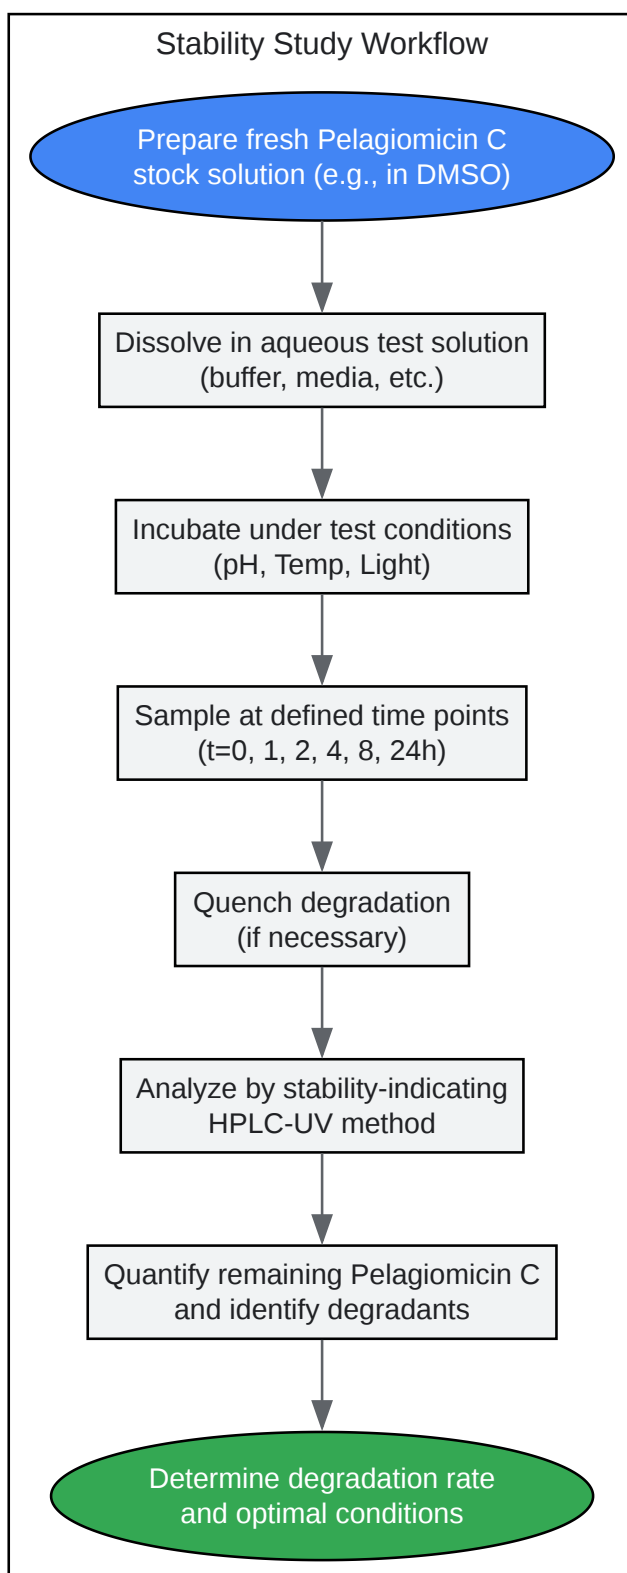 Stability Study Workflow
Prepare fresh Pelagiomicin C
stock solution (e.g., in DMSO)
Dissolve in aqueous test solution
(buffer, media, etc.)
Incubate under test conditions
(pH, Temp, Light)
Sample at defined time points
(t=0, 1, 2, 4, 8, 24h)
Quench degradation
(if necessary)
Analyze by stability-indicating
HPLC-UV method
Quantify remaining Pelagiomicin C
and identify degradants
Determine degradation rate
and optimal conditions